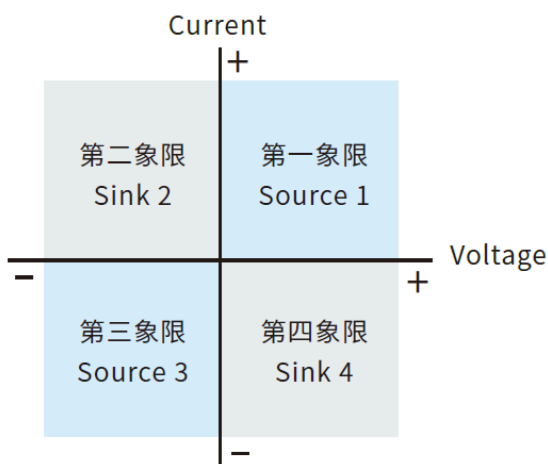 Current
+
第二象限
Sink 2
第一象限
Source 1
Voltage
−
+
第三象限
Source 3
第四象限
Sink 4
−